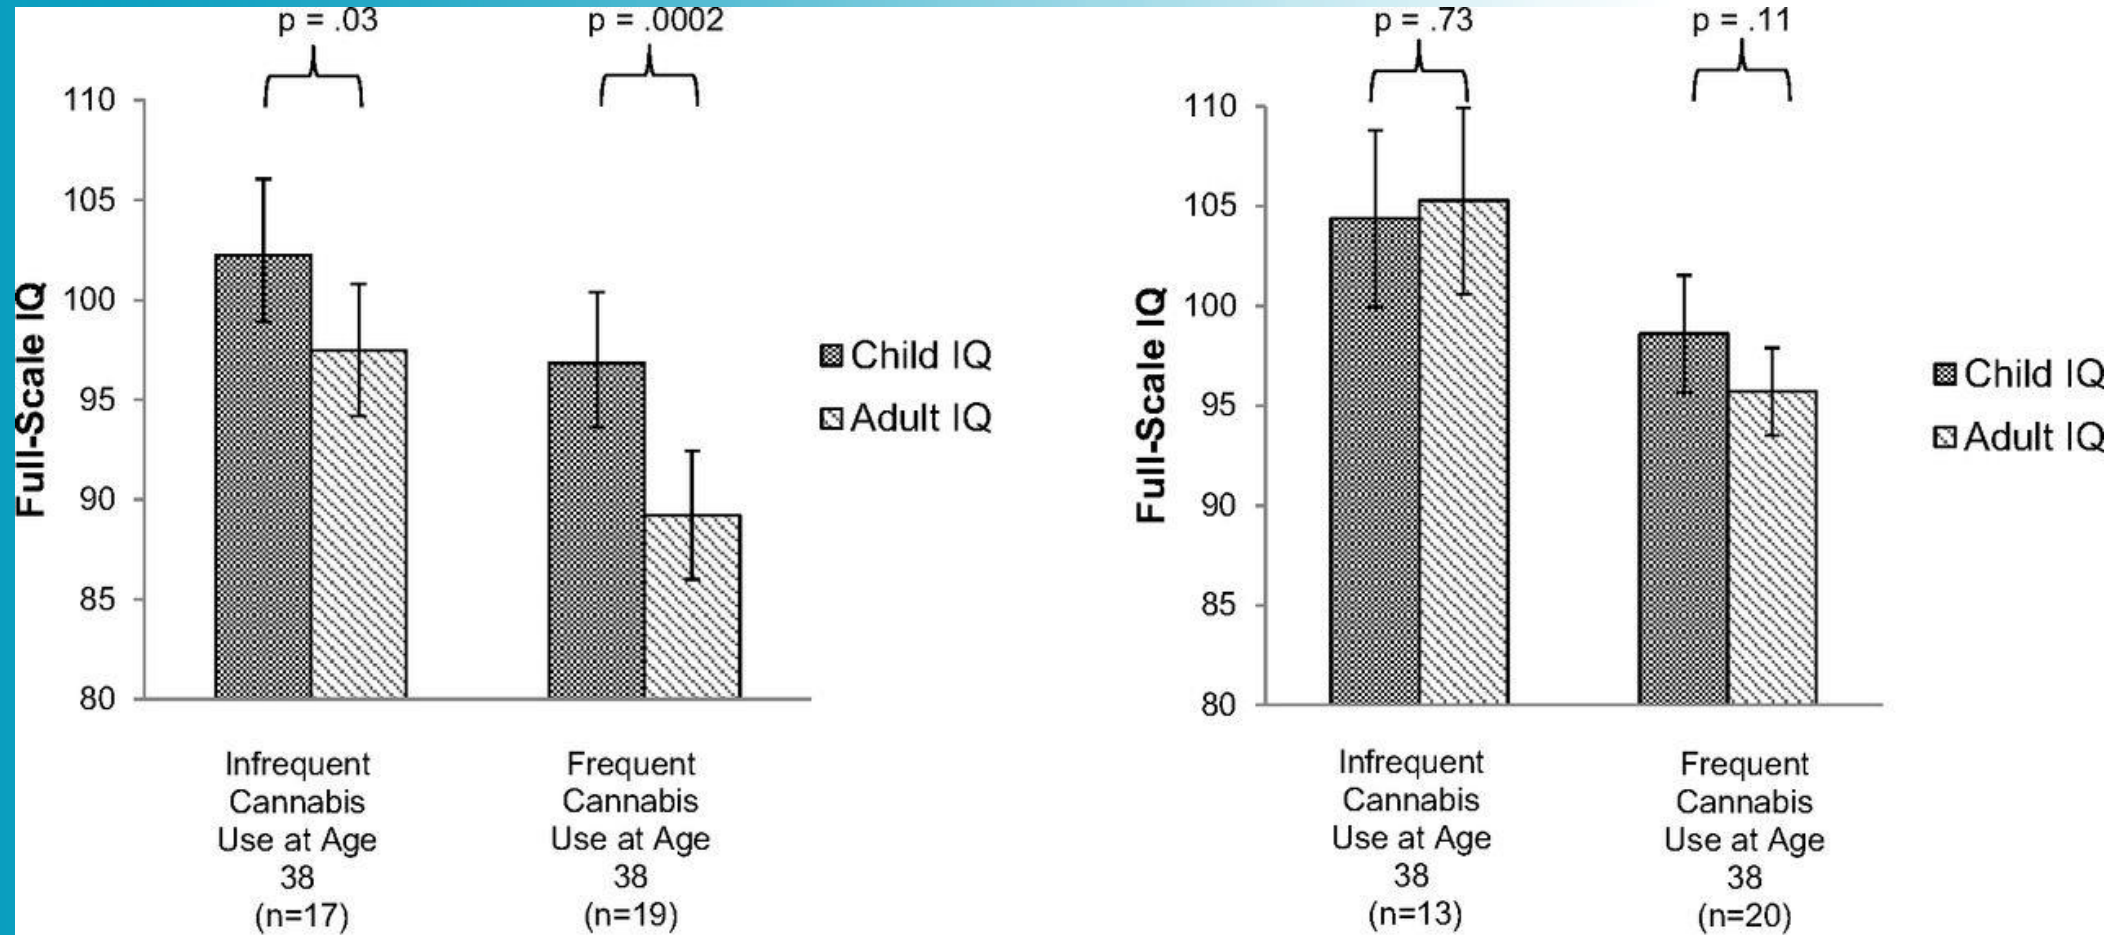 p = .03
p = .0002
110
105
100
95
90
85
80
Full-Scale IQ
Child IQ
Adult IQ
Infrequent
Cannabis
Use at Age
38
(n=17)
Frequent
Cannabis
Use at Age
38
(n=19)
p = .73
p = .11
110
105
100
95
90
85
80
Full-Scale IQ
Child IQ
Adult IQ
Infrequent
Cannabis
Use at Age
38
(n=13)
Frequent
Cannabis
Use at Age
38
(n=20)